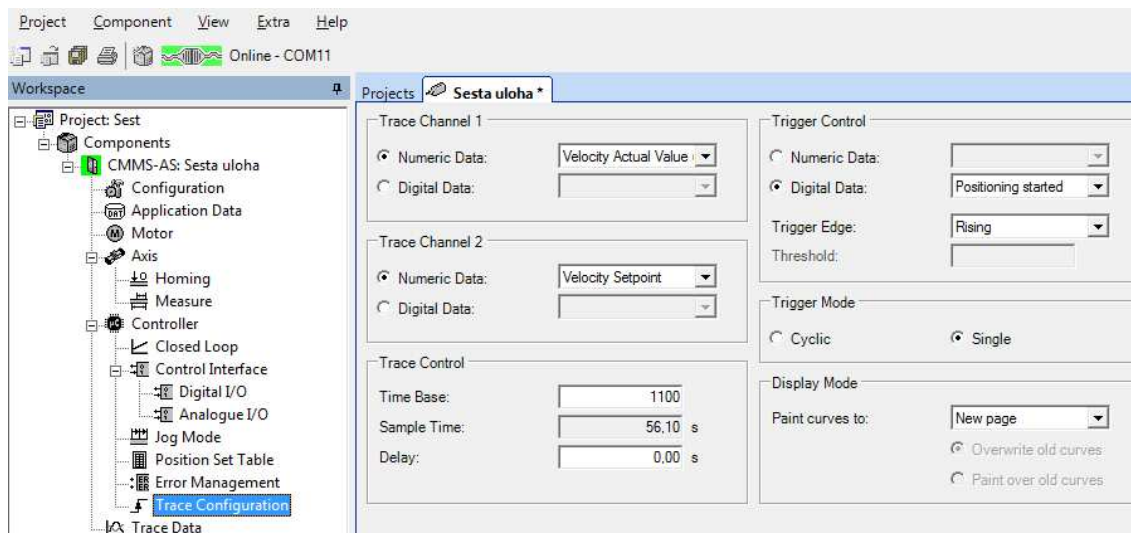 Project Component View Extra Help
Online - COM11
Workspace
Project: Sest
Components
CMMS-AS: Sesta uloha
Configuration
Application Data
Motor
Axis
Homing
Measure
Controller
Closed Loop
Control Interface
Digital I/O
Analogue I/O
Jog Mode
Position Set Table
Error Management
Trace Configuration
Trace Data
Projects Sesta uloha *
Trace Channel 1
Numeric Data: Velocity Actual Value
Digital Data:
Trace Channel 2
Numeric Data: Velocity Setpoint
Digital Data:
Trace Control
Time Base: 1100
Sample Time: 56,10 s
Delay: 0,00 s
Trigger Control
Numeric Data:
Digital Data: Positioning started
Trigger Edge: Rising
Threshold:
Trigger Mode
Cyclic Single
Display Mode
Paint curves to: New page
Overwrite old curves
Paint over old curves